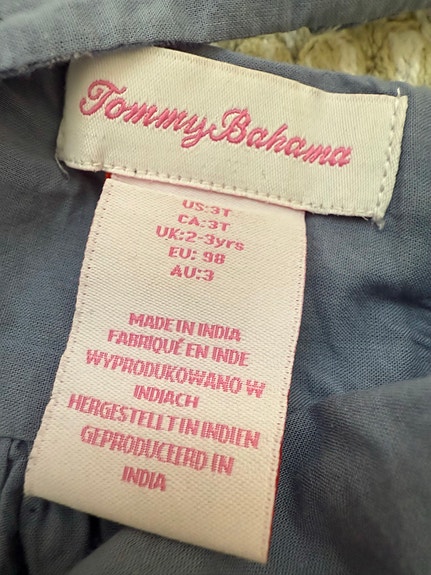 Tommy Bahama
US:3T
CA:3T
UK:2-3yrs
EU: 98
AU:3
MADE IN INDIA
FABRIQUÉ EN INDE
WYPRODUKOWANO W
INDIACH
HERGESTELLT IN INDIEN
GEPRODUCEERD IN
INDIA